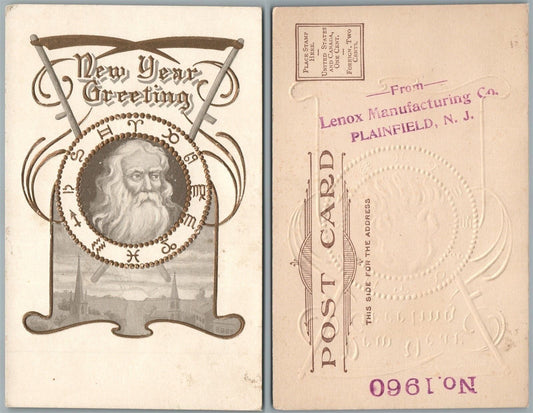 New Year
Greeting
PLACE STAMP
HERE.
UNITED STATES
AND CANADA,
ONE CENT.
FOREIGN, TWO
CENTS.
From
Lenox Manufacturing Co.
PLAINFIELD, N. J.
POST CARD
THIS SIDE FOR THE ADDRESS
No. 1960